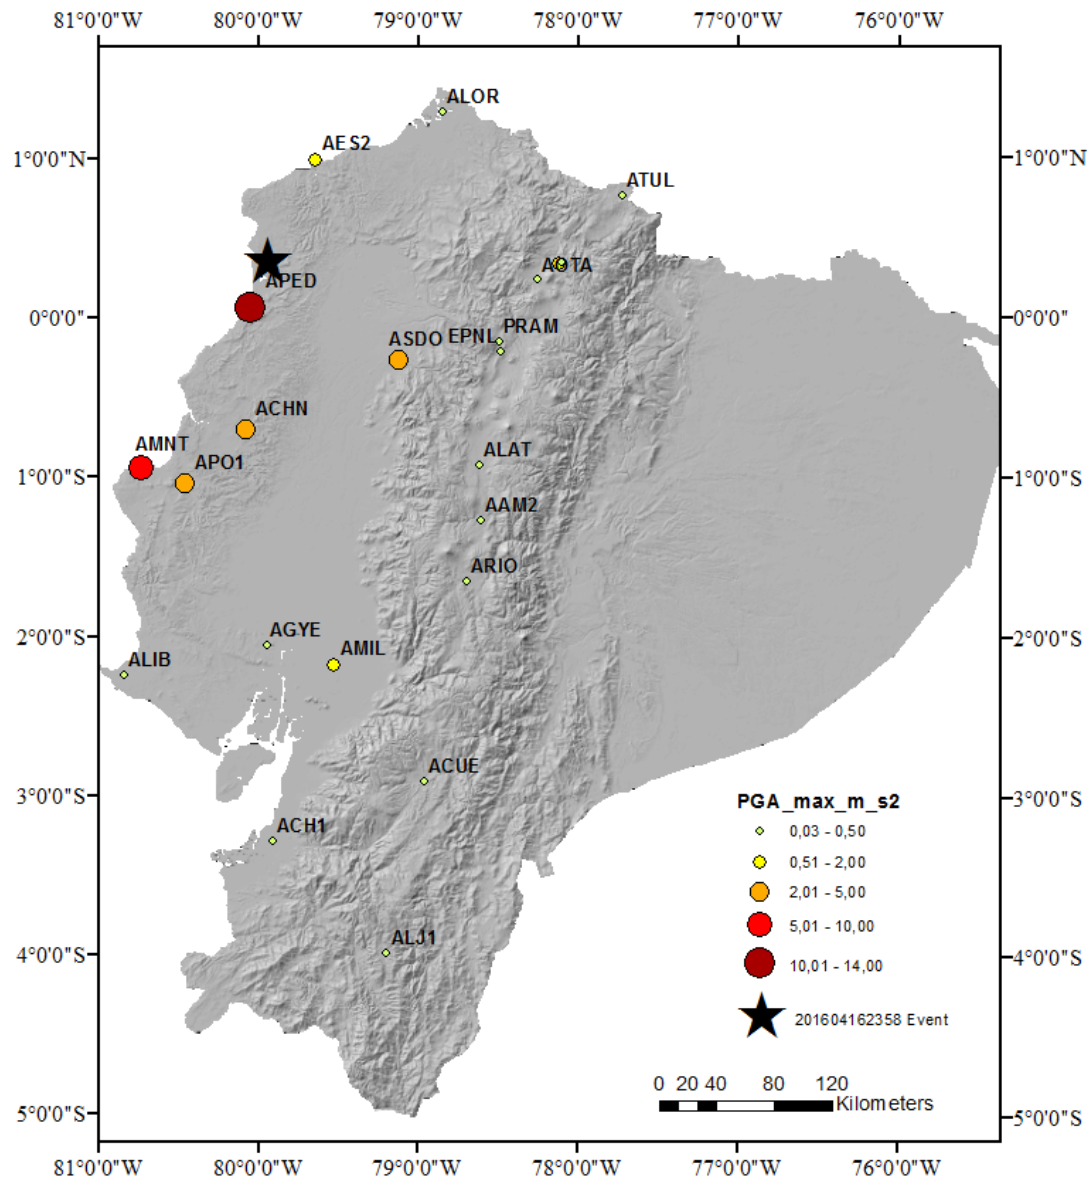 81°0'0"W 80°0'0"W 79°0'0"W 78°0'0"W 77°0'0"W 76°0'0"W
ALOR
AES2
1°0'0"N 1°0'0"N
ATUL
APED
0°0'0" 0°0'0"
ASDO EPNL PRAM
ACHN
AMNT
APO1
ALAT
1°0'0"S 1°0'0"S
AAM2
ARIO
AGYE
AMIL
2°0'0"S 2°0'0"S
ALIB
ACUE
3°0'0"S 3°0'0"S
PGA_max_m_s2
ACH1
0,03 - 0,50
0,51 - 2,00
2,01 - 5,00
5,01 - 10,00
ALJ1
4°0'0"S 4°0'0"S
10,01 - 14,00
201604162358 Event
0 20 40 80 120
Kilometers
5°0'0"S 5°0'0"S
81°0'0"W 80°0'0"W 79°0'0"W 78°0'0"W 77°0'0"W 76°0'0"W